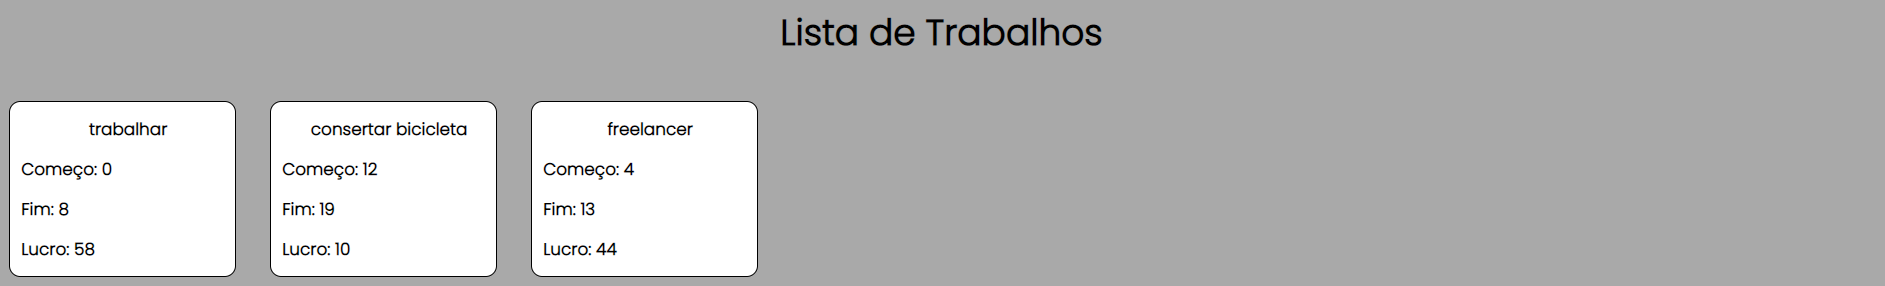 Lista de Trabalhos
trabalhar
Começo: 0
Fim: 8
Lucro: 58
consertar bicicleta
Começo: 12
Fim: 19
Lucro: 10
freelancer
Começo: 4
Fim: 13
Lucro: 44